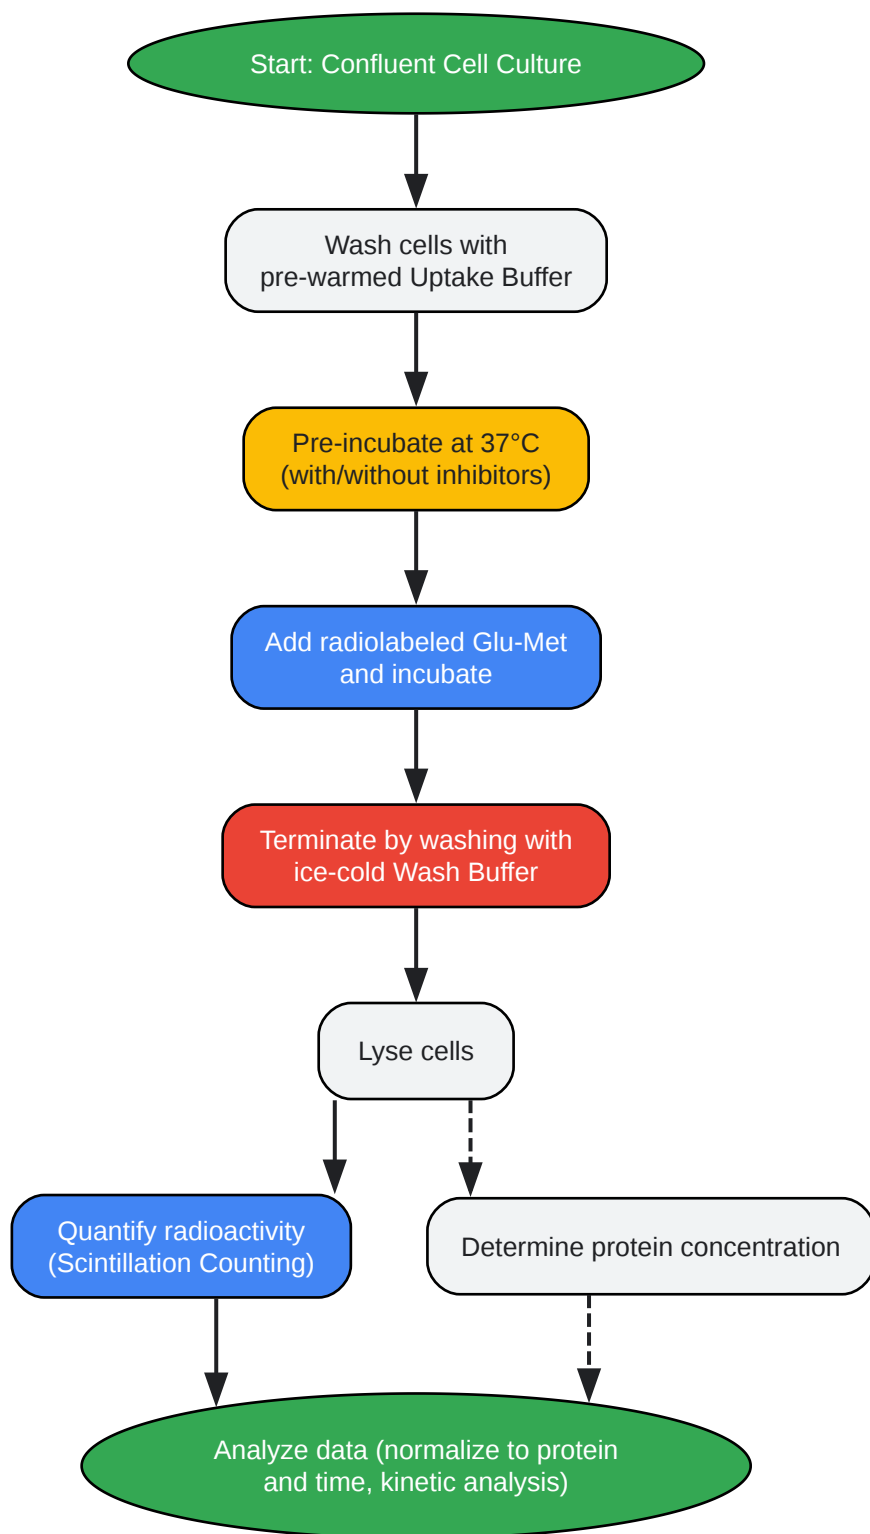 Start: Confluent Cell Culture
Wash cells with
pre-warmed Uptake Buffer
Pre-incubate at 37°C
(with/without inhibitors)
Add radiolabeled Glu-Met
and incubate
Terminate by washing with
ice-cold Wash Buffer
Lyse cells
Quantify radioactivity
(Scintillation Counting)
Determine protein concentration
Analyze data (normalize to protein
and time, kinetic analysis)